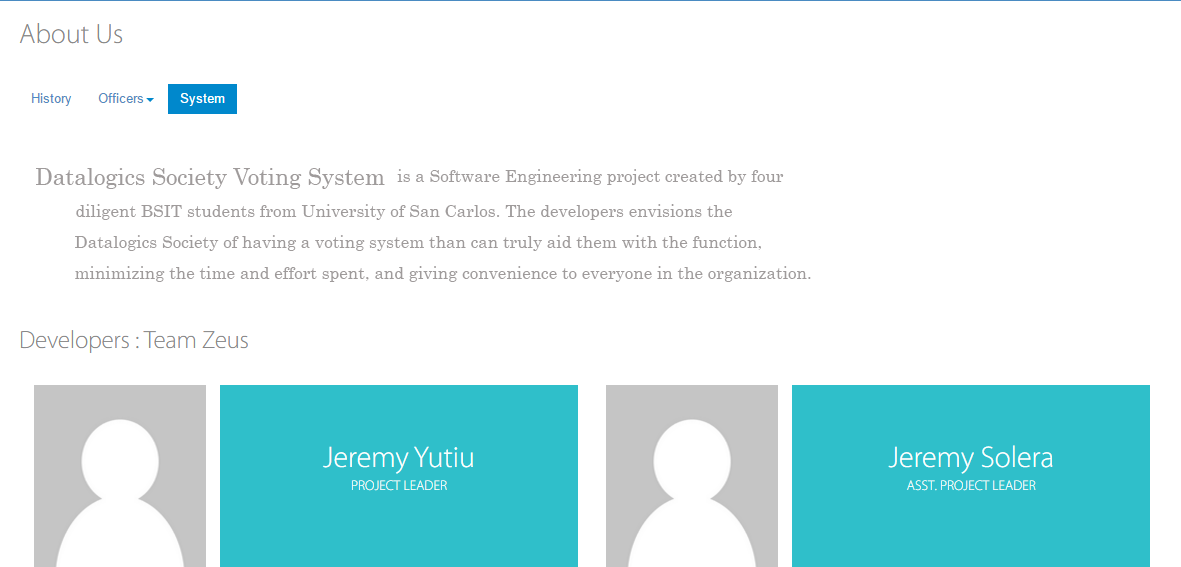 About Us
History Officers System
Datalogics Society Voting System is a Software Engineering project created by four
diligent BSIT students from University of San Carlos. The developers envisions the
Datalogics Society of having a voting system than can truly aid them with the function,
minimizing the time and effort spent, and giving convenience to everyone in the organization.
Developers : Team Zeus
Jeremy Yutiu
PROJECT LEADER
Jeremy Solera
ASST. PROJECT LEADER